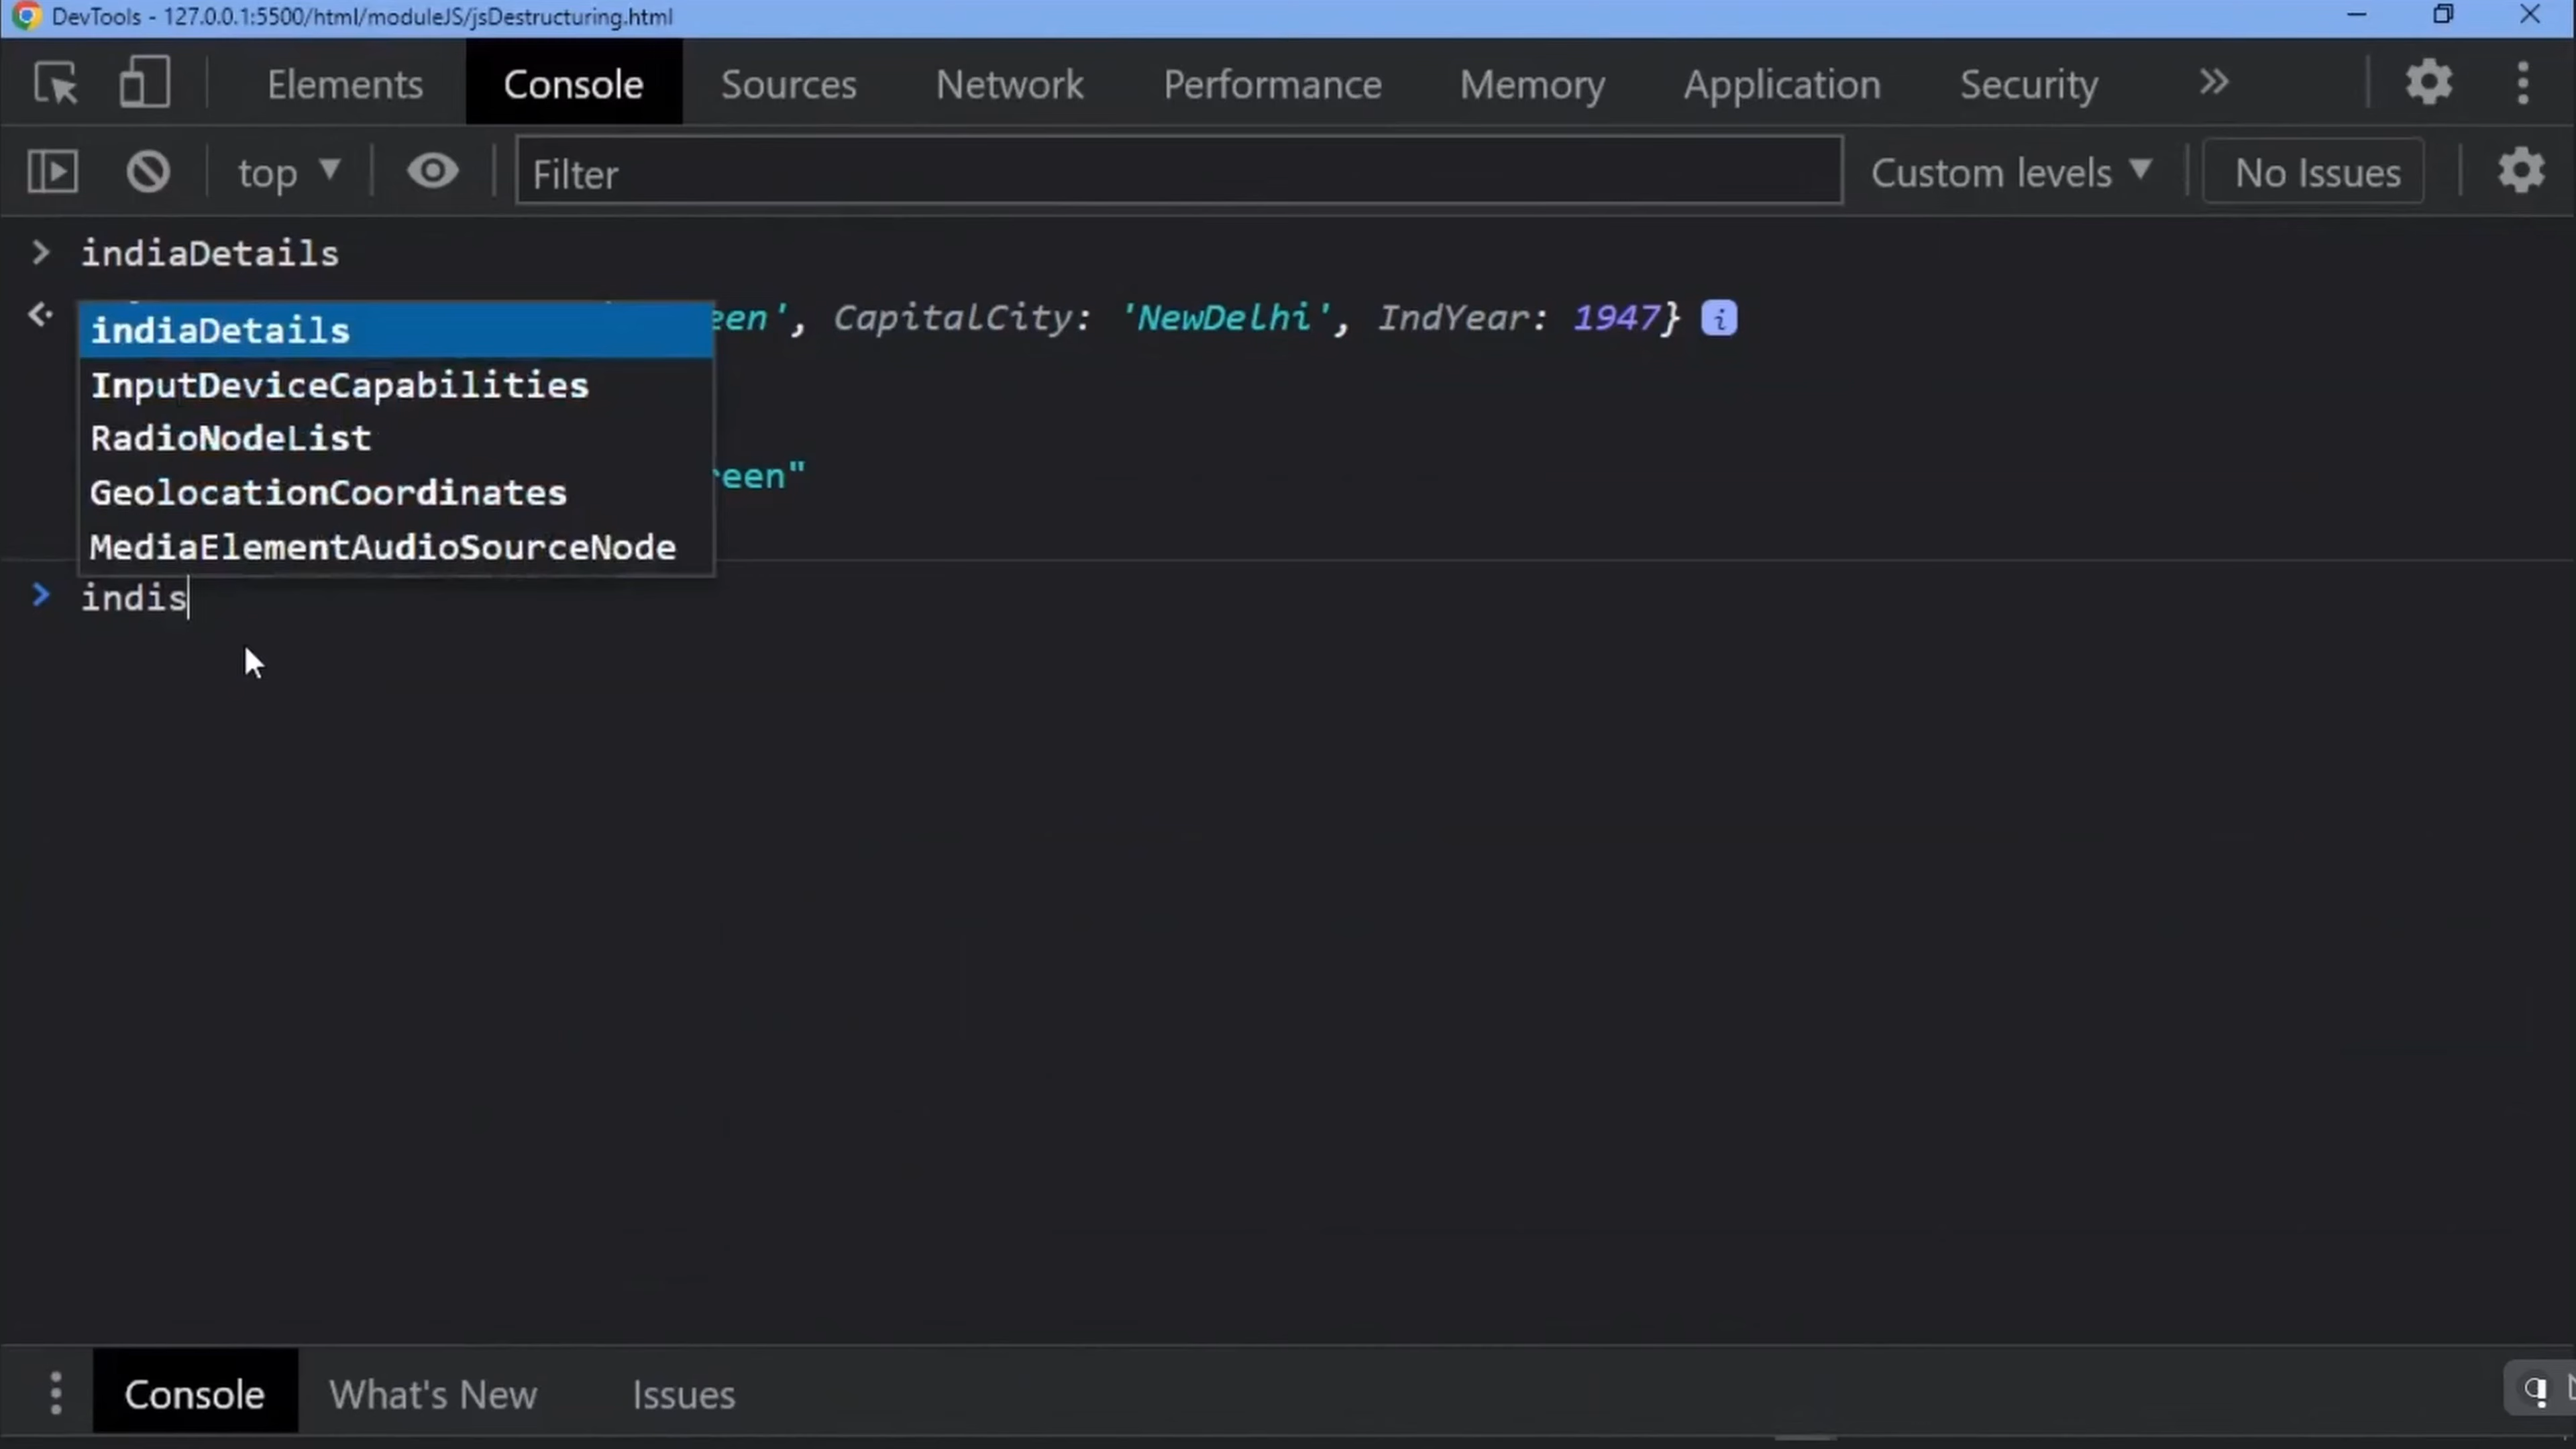 DevTools - 127.0.0.1:5500/html/moduleJS/jsDestructuring.html
Elements Console Sources Network Performance Memory Application Security »
top Filter Custom levels No Issues
> indiaDetails
een', CapitalCity: 'NewDelhi', IndYear: 1947} i
indiaDetails
InputDeviceCapabilities
RadioNodeList
reen"
GeolocationCoordinates
MediaElementAudioSourceNode
> indis
Console What's New Issues